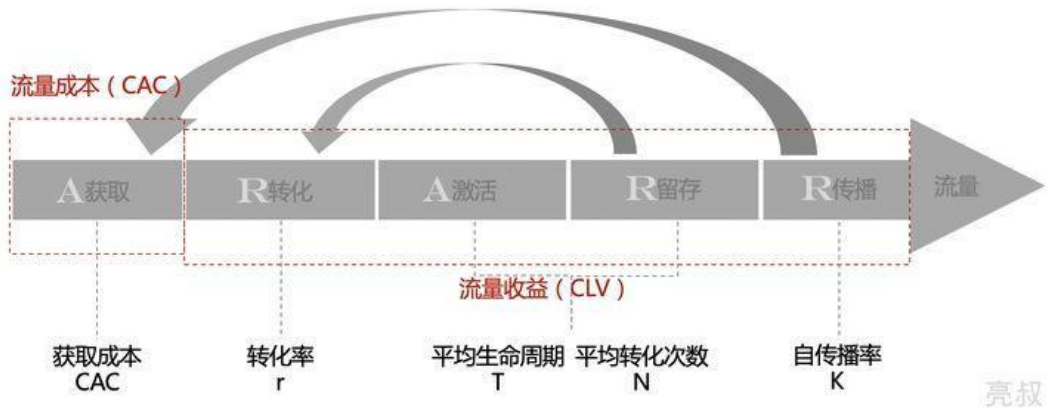 流量成本（CAC）
A获取
R转化
A激活
R留存
R传播
流量
流量收益（CLV）
获取成本
CAC
转化率
r
平均生命周期
T
平均转化次数
N
自传播率
K
亮叔